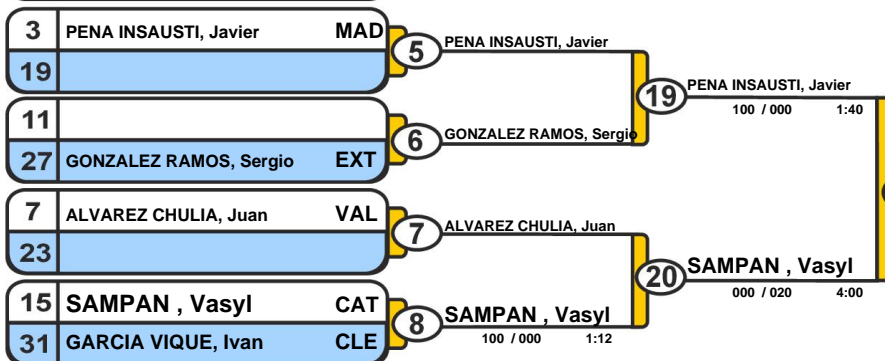 3 PENA INSAUSTI, Javier MAD
19
5 PENA INSAUSTI, Javier
11
27 GONZALEZ RAMOS, Sergio EXT
6 GONZALEZ RAMOS, Sergio
19 PENA INSAUSTI, Javier
100 / 000 1:40
7 ALVAREZ CHULIA, Juan VAL
23
7 ALVAREZ CHULIA, Juan
15 SAMPAN , Vasyl CAT
31 GARCIA VIQUE, Ivan CLE
8 SAMPAN , Vasyl
100 / 000 1:12
20 SAMPAN , Vasyl
000 / 020 4:00